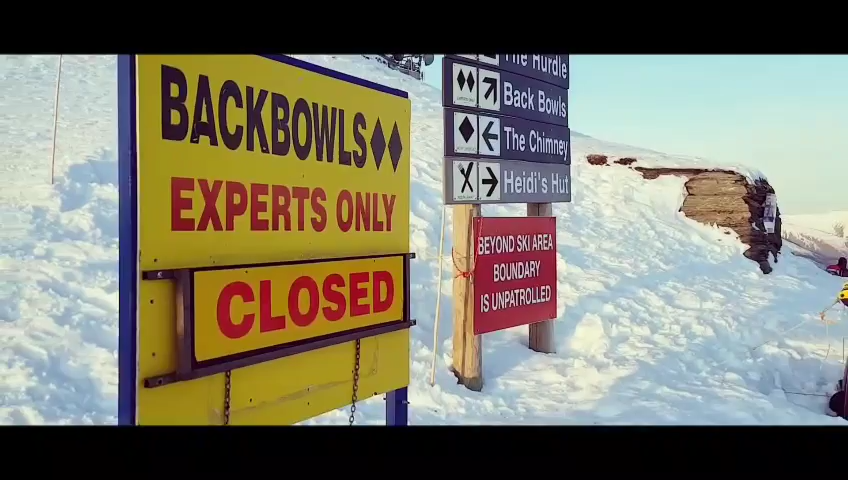 BACKBOWLS
EXPERTS ONLY
CLOSED
The Hurdle
Back Bowls
The Chimney
Heidi's Hut
BEYOND SKI AREA
BOUNDARY
IS UNPATROLLED